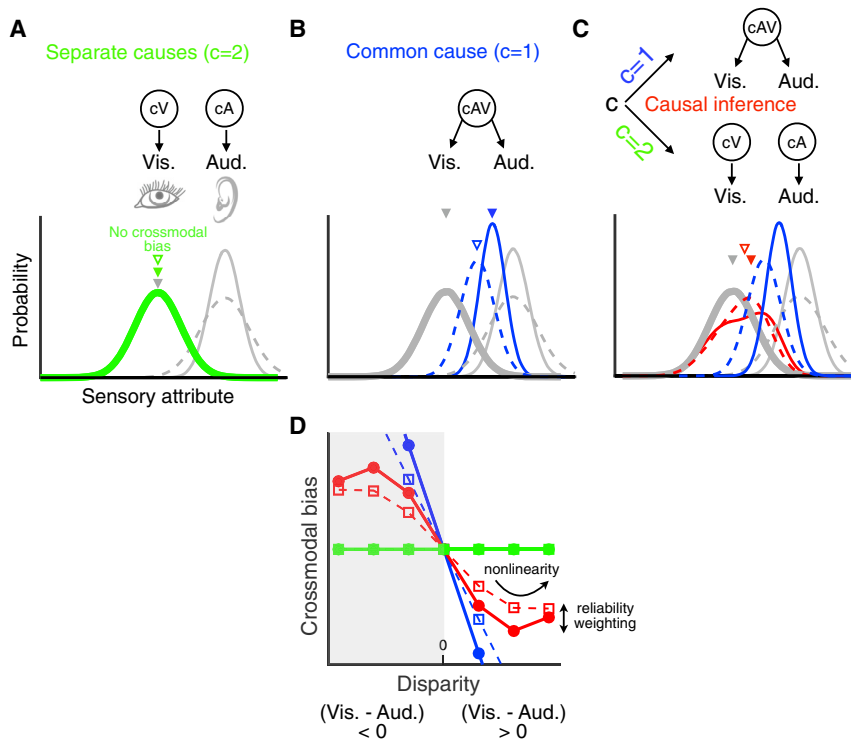 A
Separate causes (c=2)
cV
cA
Vis.
Aud.
No crossmodal
bias
Probability
Sensory attribute
B
Common cause (c=1)
cAV
Vis.
Aud.
C
cAV
c=1
Vis.
Aud.
C
Causal inference
c=2
cV
cA
Vis.
Aud.
D
Crossmodal bias
nonlinearity
reliability
weighting
0
Disparity
(Vis. - Aud.)
< 0
(Vis. - Aud.)
> 0